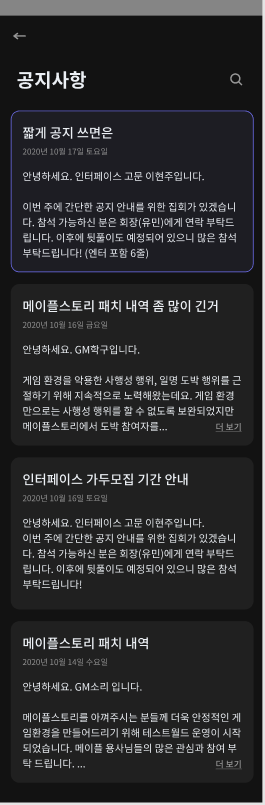 공지사항
짧게 공지 쓰면은
2020년 10월 17일 토요일
안녕하세요. 인터페이스 고문 이현주입니다.
이번 주에 간단한 공지 안내를 위한 집회가 있겠습니
다. 참석 가능하신 분은 회장(유민)에게 연락 부탁드
립니다. 이후에 뒷풀이도 예정되어 있으니 많은 참석
부탁드립니다! (엔터 포함 6줄)
메이플스토리 패치 내역 좀 많이 긴거
2020년 10월 16일 금요일
안녕하세요. GM학구입니다.
게임 환경을 악용한 사행성 행위, 일명 도박 행위를 근
절하기 위해 지속적으로 노력해왔는데요. 게임 환경
만으로는 사행성 행위를 할 수 없도록 보완되었지만
메이플스토리에서 도박 참여자를... 더 보기
인터페이스 가두모집 기간 안내
2020년 10월 16일 토요일
안녕하세요. 인터페이스 고문 이현주입니다.
이번 주에 간단한 공지 안내를 위한 집회가 있겠습니
다. 참석 가능하신 분은 회장(유민)에게 연락 부탁드
립니다. 이후에 뒷풀이도 예정되어 있으니 많은 참석
부탁드립니다!
메이플스토리 패치 내역
2020년 10월 14일 수요일
안녕하세요. GM소리 입니다.
메이플스토리를 아껴주시는 분들께 더욱 안정적인 게
임환경을 만들어드리기 위해 테스트월드 운영이 시작
되었습니다. 메이플 용사님들의 많은 관심과 참여 부
탁 드립니다. ... 더 보기